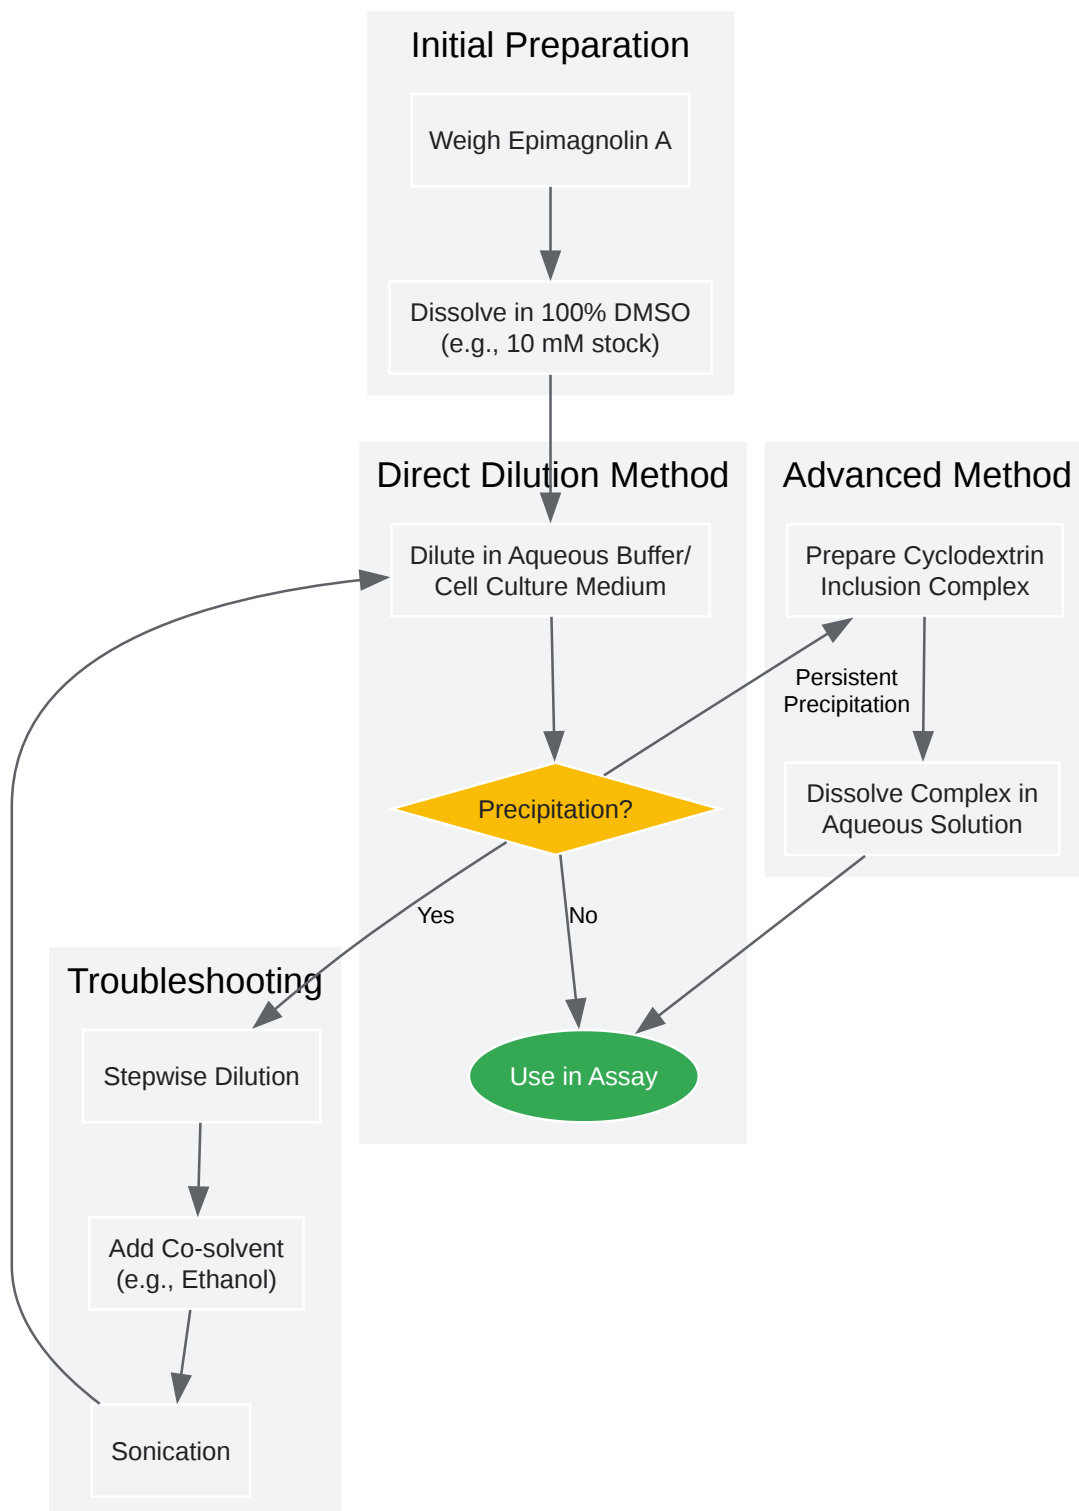 Initial Preparation
Weigh Epimagnolin A
Dissolve in 100% DMSO
(e.g., 10 mM stock)
Direct Dilution Method
Dilute in Aqueous Buffer/
Cell Culture Medium
Precipitation?
Yes
No
Use in Assay
Advanced Method
Prepare Cyclodextrin
Inclusion Complex
Persistent
Precipitation
Dissolve Complex in
Aqueous Solution
Troubleshooting
Stepwise Dilution
Add Co-solvent
(e.g., Ethanol)
Sonication